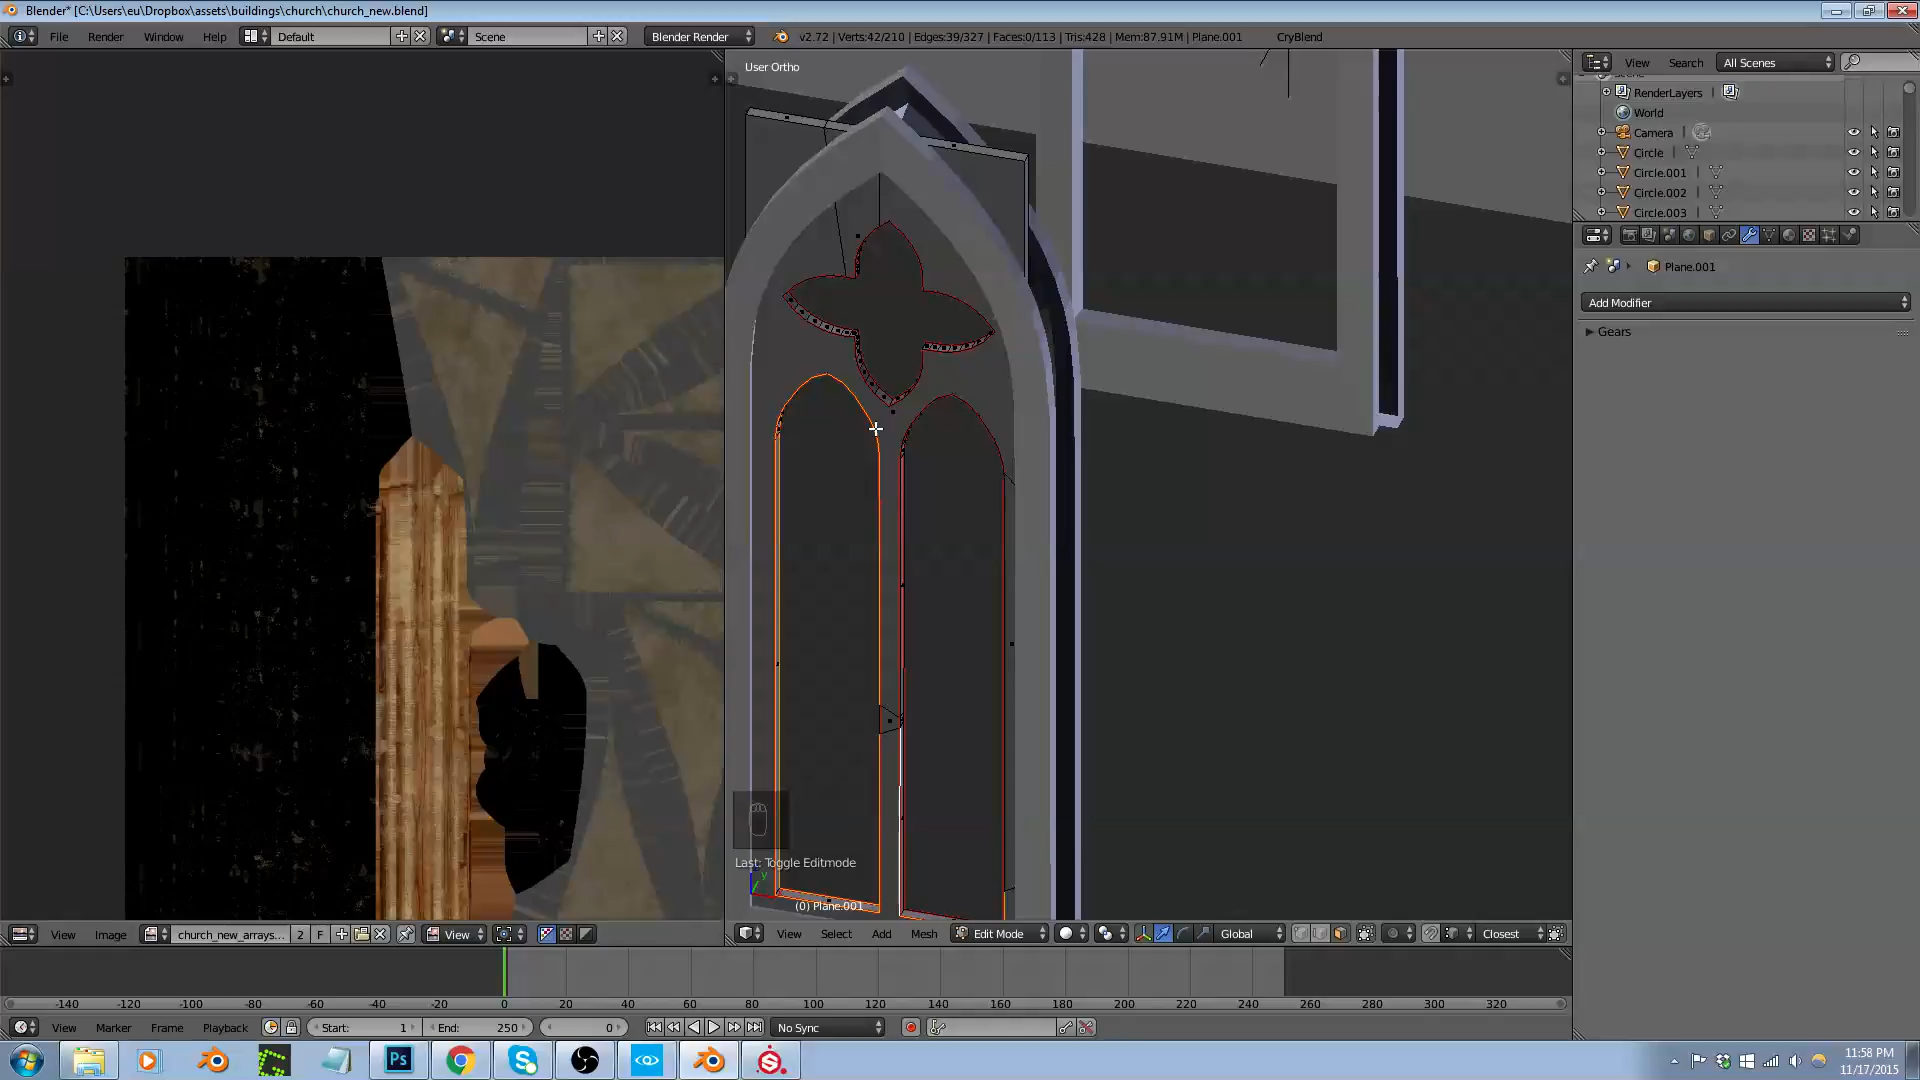 Blender* [C:\Users\eu\Dropbox\assets\buildings\church\church_new.blend]
File Render Window Help Default Scene Blender Render v2.72 | Verts:42/210 | Edges:39/327 | Faces:0/113 | Tris:428 | Mem:87.91M | Plane.001 CryBlend
User Ortho
View Search All Scenes
RenderLayers
World
Camera
Circle
Circle.001
Circle.002
Circle.003
Plane.001
Add Modifier
Gears
Last: Toggle Editmode
y
(0) Plane.001
View Image church_new_arrays... 2 F View
View Select Add Mesh Edit Mode Global Closest
-140 -120 -100 -80 -60 -40 -20 0 20 40 60 80 100 120 140 160 180 200 220 240 260 280 300 320
View Marker Frame Playback Start: 1 End: 250 0 No Sync
Ps
11:58 PM
11/17/2015